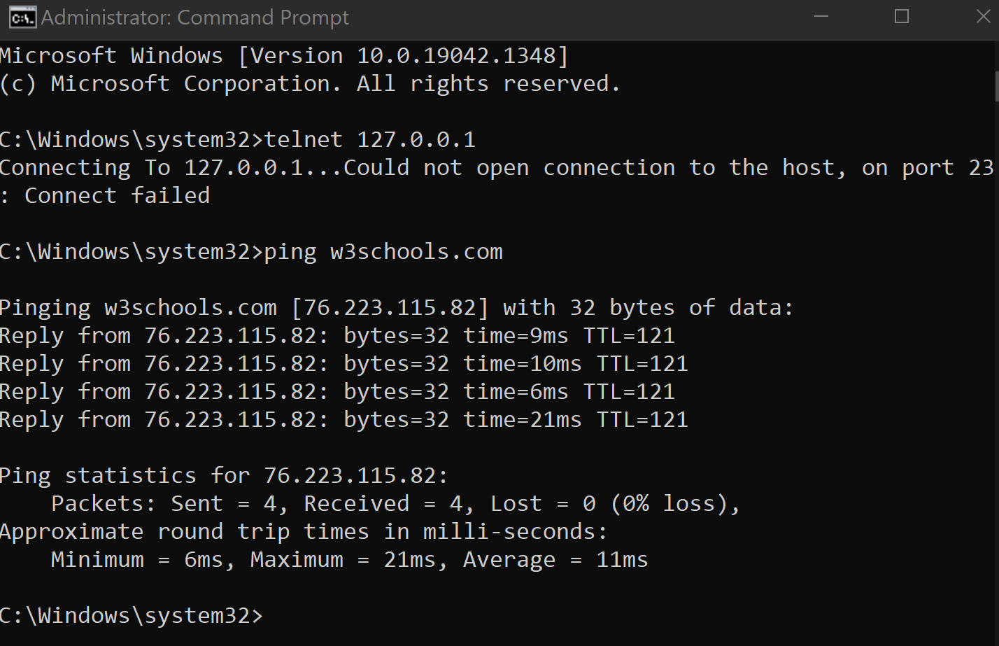 Administrator: Command Prompt
Microsoft Windows [Version 10.0.19042.1348]
(c) Microsoft Corporation. All rights reserved.
C:\Windows\system32>telnet 127.0.0.1
Connecting To 127.0.0.1...Could not open connection to the host, on port 23
: Connect failed
C:\Windows\system32>ping w3schools.com
Pinging w3schools.com [76.223.115.82] with 32 bytes of data:
Reply from 76.223.115.82: bytes=32 time=9ms TTL=121
Reply from 76.223.115.82: bytes=32 time=10ms TTL=121
Reply from 76.223.115.82: bytes=32 time=6ms TTL=121
Reply from 76.223.115.82: bytes=32 time=21ms TTL=121
Ping statistics for 76.223.115.82:
    Packets: Sent = 4, Received = 4, Lost = 0 (0% loss),
Approximate round trip times in milli-seconds:
    Minimum = 6ms, Maximum = 21ms, Average = 11ms
C:\Windows\system32>